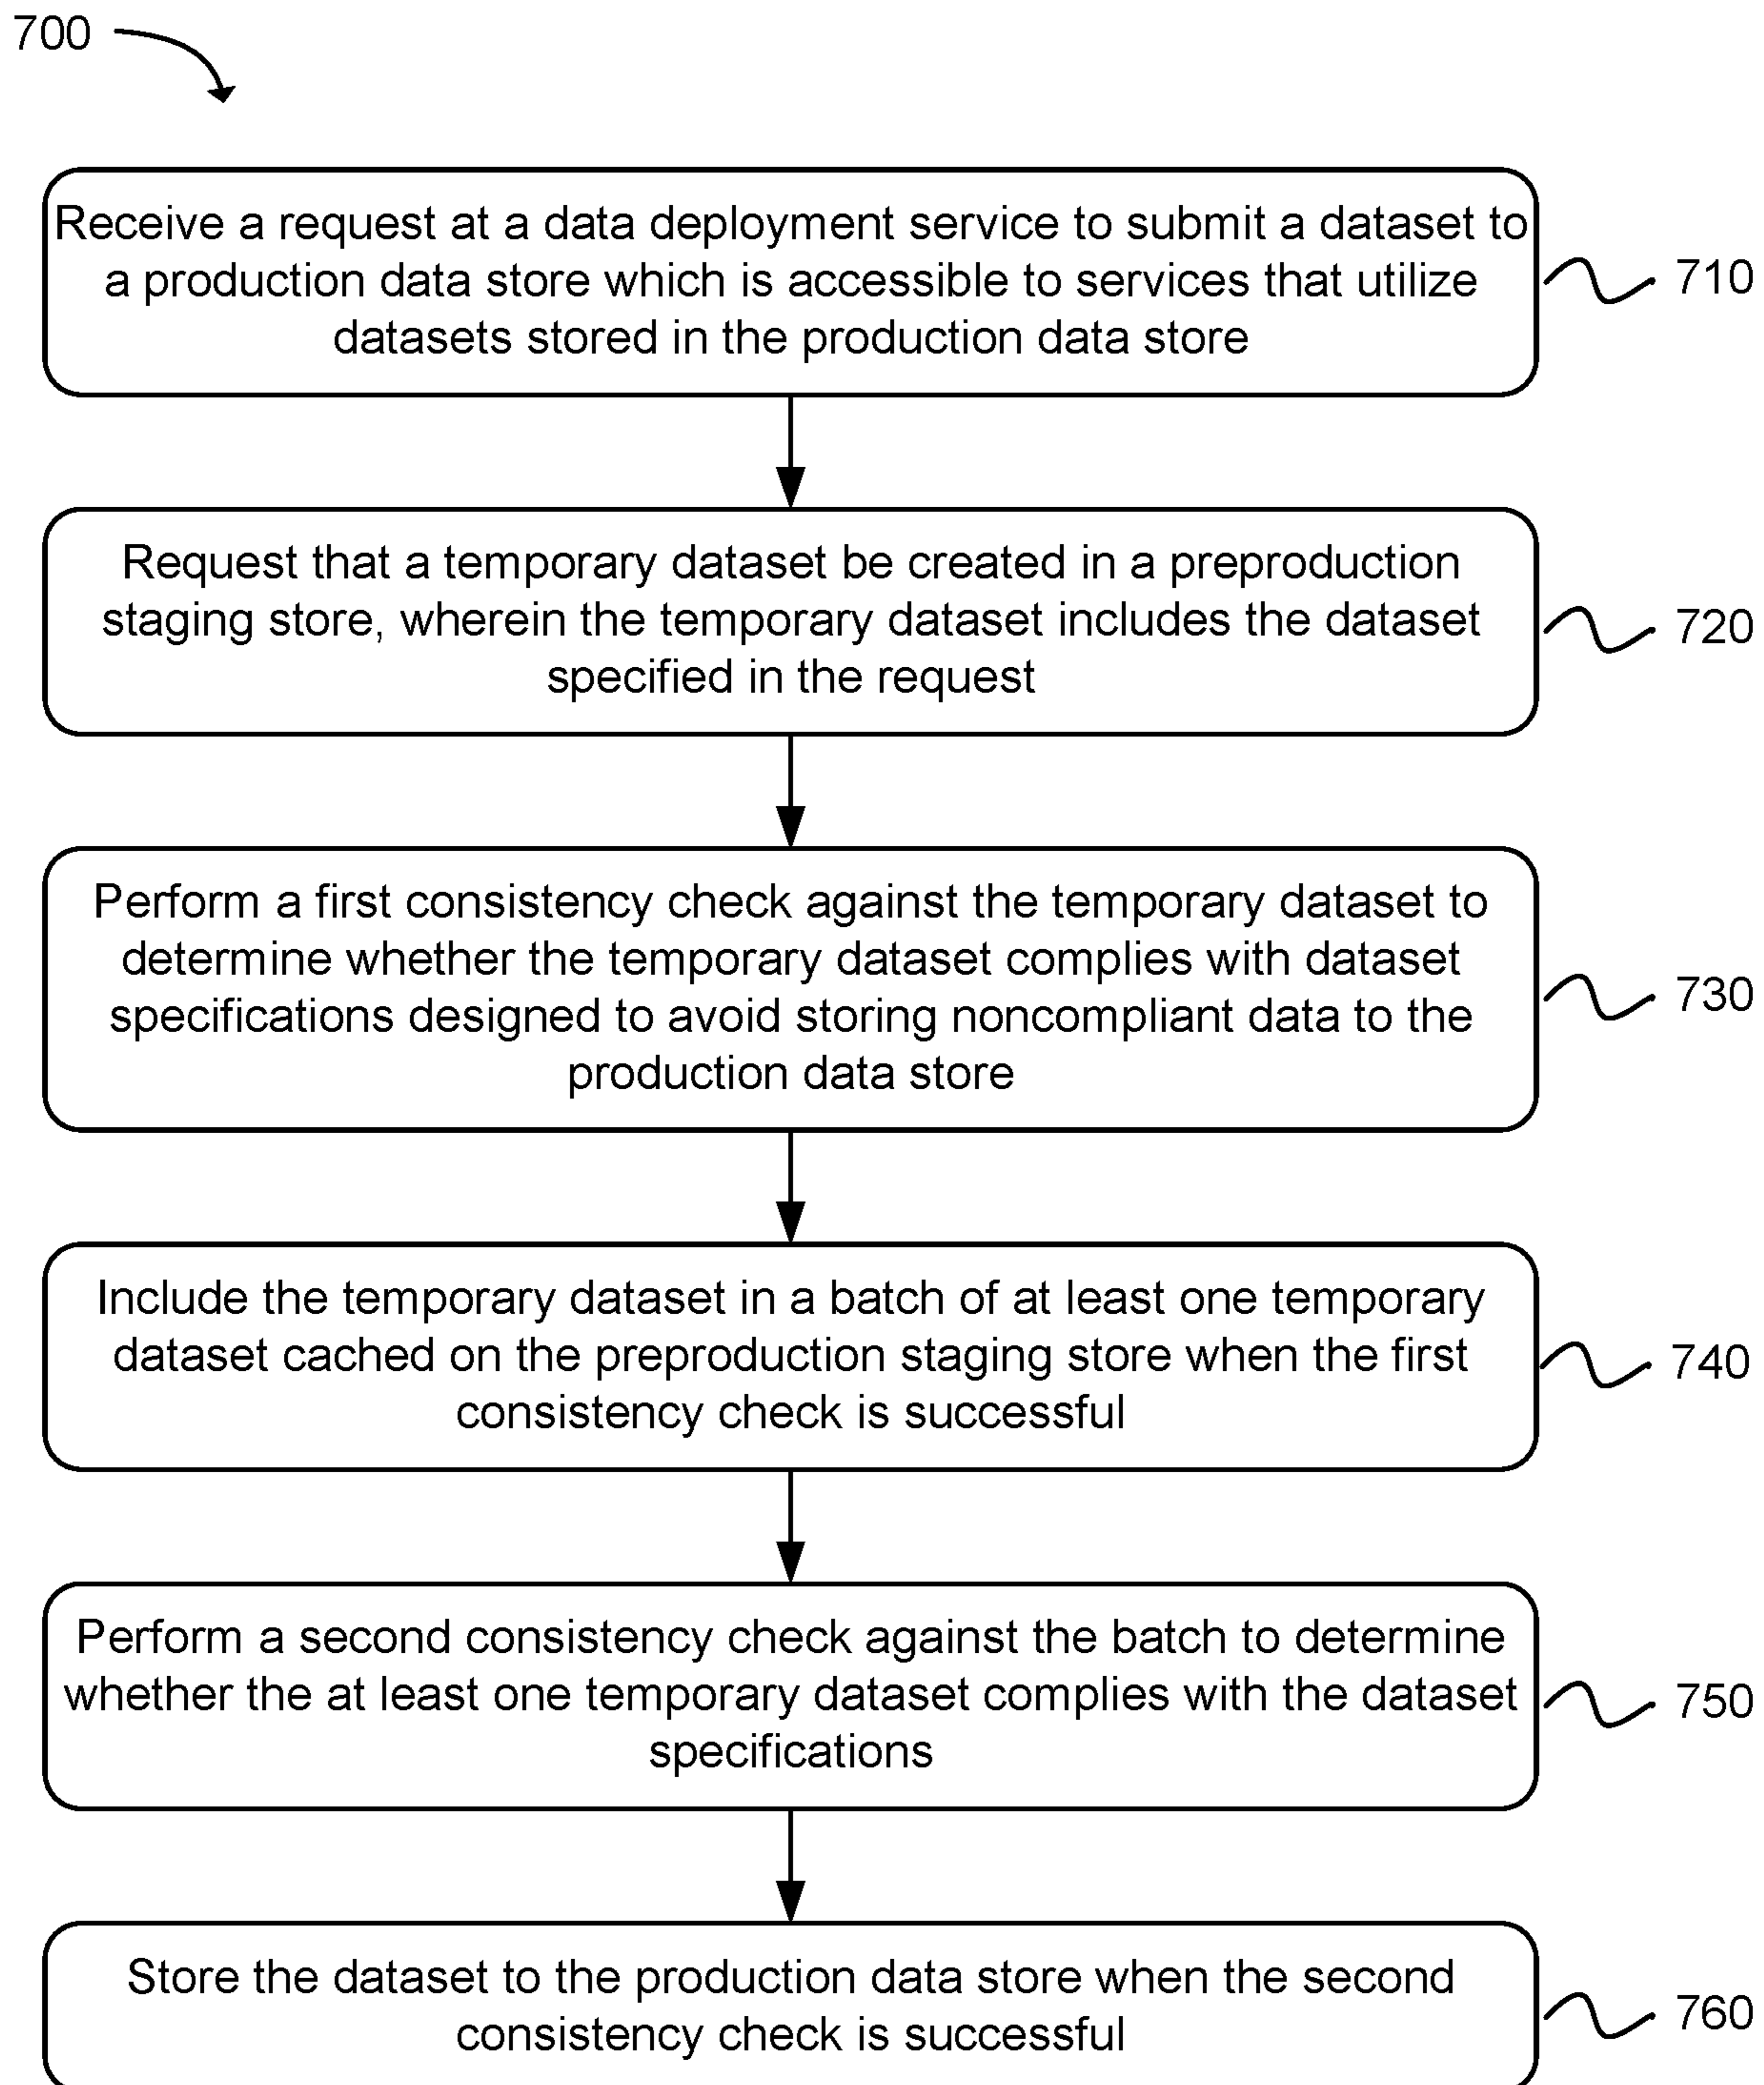 700
Receive a request at a data deployment service to submit a dataset to
a production data store which is accessible to services that utilize
datasets stored in the production data store
710
Request that a temporary dataset be created in a preproduction
staging store, wherein the temporary dataset includes the dataset
specified in the request
720
Perform a first consistency check against the temporary dataset to
determine whether the temporary dataset complies with dataset
specifications designed to avoid storing noncompliant data to the
production data store
730
Include the temporary dataset in a batch of at least one temporary
dataset cached on the preproduction staging store when the first
consistency check is successful
740
Perform a second consistency check against the batch to determine
whether the at least one temporary dataset complies with the dataset
specifications
750
Store the dataset to the production data store when the second
consistency check is successful
760